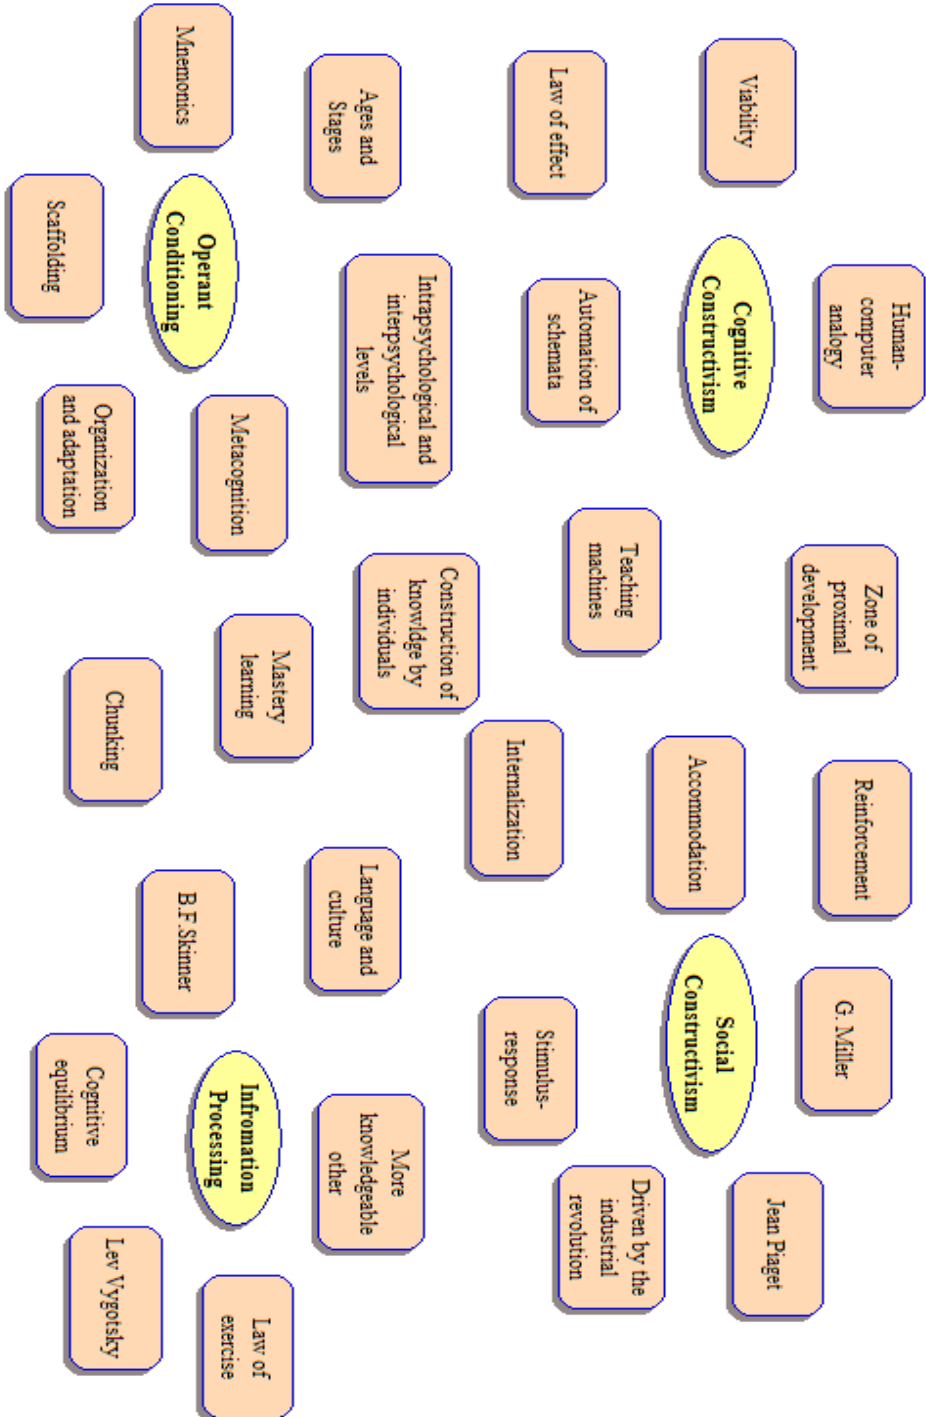 Human-
computer
analogy
Zone of
proximal
development
Reinforcement
G. Miller
Jean Piaget
Viability
Cognitive
Constructivism
Accommodation
Social
Constructivism
Law of effect
Automation of
schemata
Teaching
machines
Internalization
Stimulus-
response
Driven by the
industrial
revolution
Ages and
Stages
Intrapsychological and
interpsychological
levels
Construction of
knowldge by
individuals
Language and
culture
More
knowledgeable
other
Mnemonics
Operant
Conditioning
Metacognition
Mastery
learning
B.F.Skinner
Infromation
Processing
Law of
exercise
Scaffolding
Organization
and adaptation
Chunking
Cognitive
equilibrium
Lev Vygotsky